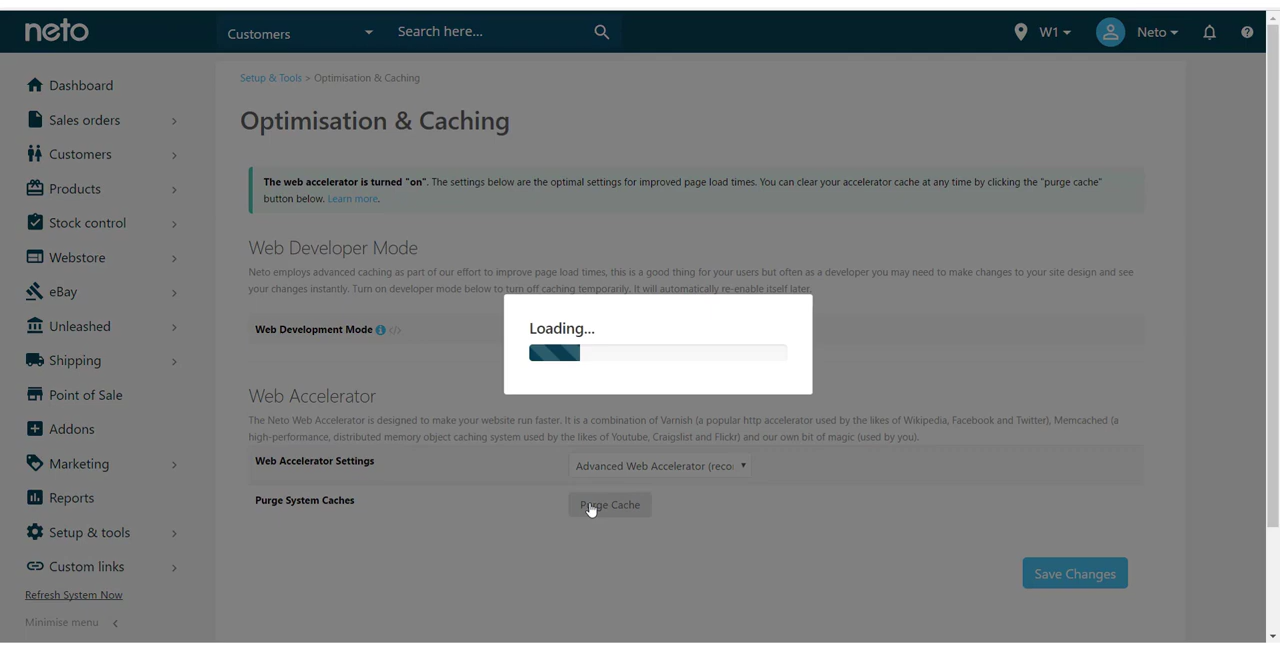 neto
Customers
Search here...
W1
Neto
Dashboard
Sales orders
Customers
Products
Stock control
Webstore
eBay
Unleashed
Shipping
Point of Sale
Addons
Marketing
Reports
Setup & tools
Custom links
Refresh System Now
Minimise menu
Setup & Tools > Optimisation & Caching
Optimisation & Caching
The web accelerator is turned "on". The settings below are the optimal settings for improved page load times. You can clear your accelerator cache at any time by clicking the "purge cache"
button below. Learn more.
Web Developer Mode
Neto employs advanced caching as part of our effort to improve page load times, this is a good thing for your users but often as a developer you may need to make changes to your site design and see
your changes instantly. Turn on developer mode below to turn off caching temporarily. It will automatically re-enable itself later.
Loading...
Web Development Mode
Web Accelerator
The Neto Web Accelerator is designed to make your website run faster. It is a combination of Varnish (a popular http accelerator used by the likes of Wikipedia, Facebook and Twitter), Memcached (a
high-performance, distributed memory object caching system used by the likes of Youtube, Craigslist and Flickr) and our own bit of magic (used by you).
Web Accelerator Settings
Advanced Web Accelerator (reco
Purge System Caches
Purge Cache
Save Changes